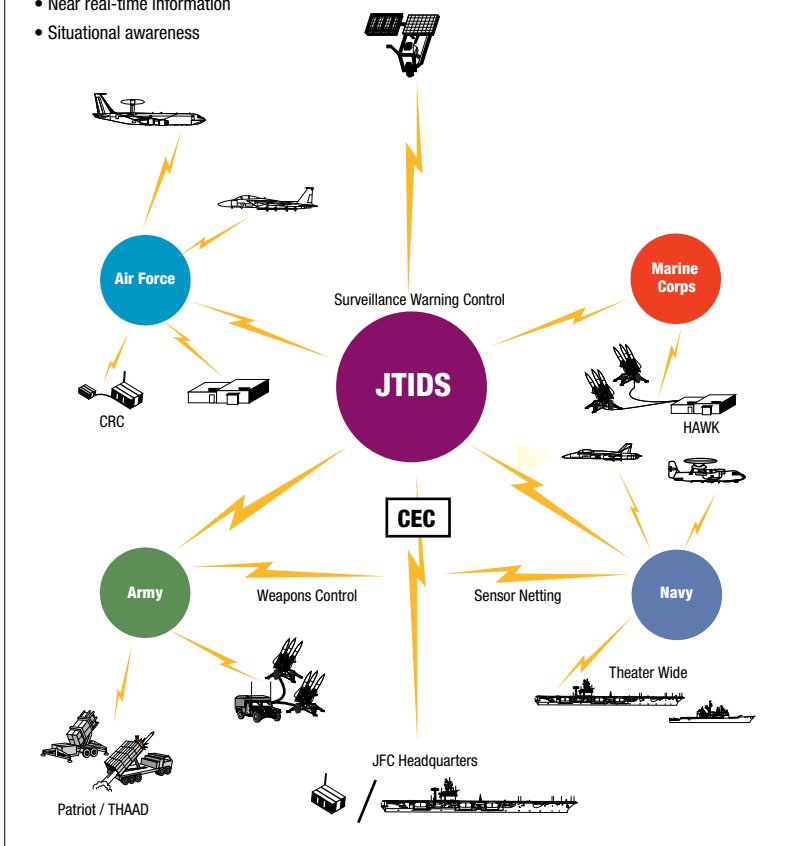 • Near real-time information
• Situational awareness
Air Force
Marine
Corps
Surveillance Warning Control
JTIDS
CRC
HAWK
CEC
Army
Weapons Control
Sensor Netting
Navy
Theater Wide
JFC Headquarters
Patriot / THAAD